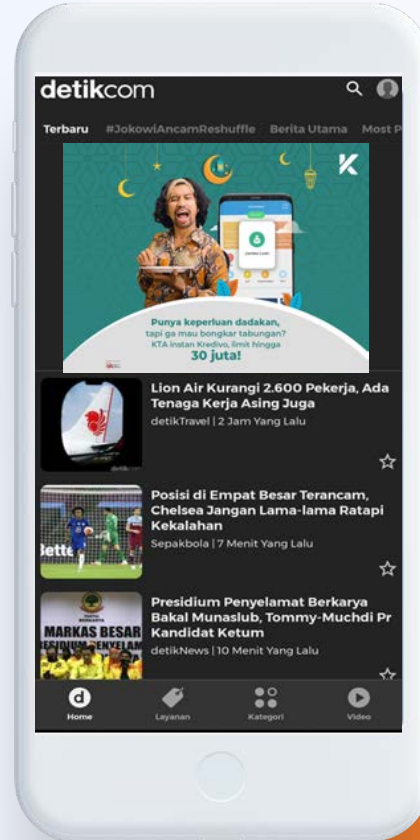 detikcom
Terbaru #JokowiAncamReshuffle Berita Utama Most P
K
Punya keperluan dadakan,
tapi ga mau bongkar tabungan?
KTA instan Kredivo, limit hingga
30 juta!
Lion Air Kurangi 2.600 Pekerja, Ada
Tenaga Kerja Asing Juga
detikTravel | 2 Jam Yang Lalu
Bette
Posisi di Empat Besar Terancam,
Chelsea Jangan Lama-lama Ratapi
Kekalahan
Sepakbola | 7 Menit Yang Lalu
MARKAS BESAR
Presidium Penyelamat Berkarya
Bakal Munaslub, Tommy-Muchdi Pr
Kandidat Ketum
detikNews | 10 Menit Yang Lalu
d
Home Layanan Kategori Video